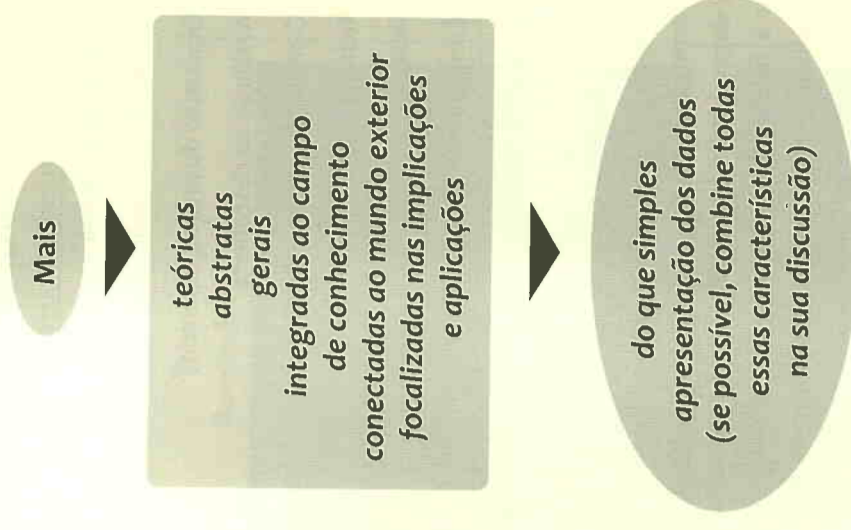 Mais
teóricas
abstratas
gerais
integradas ao campo
de conhecimento
conectadas ao mundo exterior
focalizadas nas implicações
e aplicações
do que simples
apresentação dos dados
(se possível, combine todas
essas características
na sua discussão)